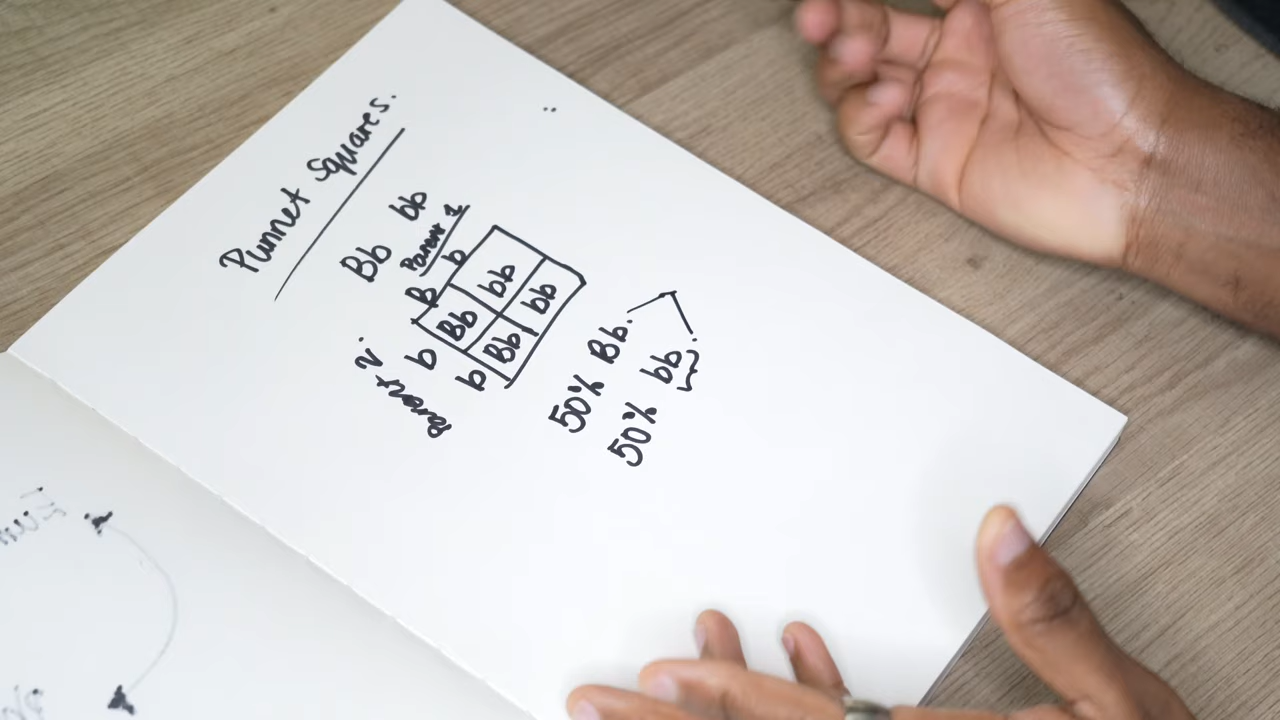 Punnet Squares.
Bb bb
Parent 1
B b
Parent 2.
b Bb bb
b Bb bb
50% Bb.
50% bb.